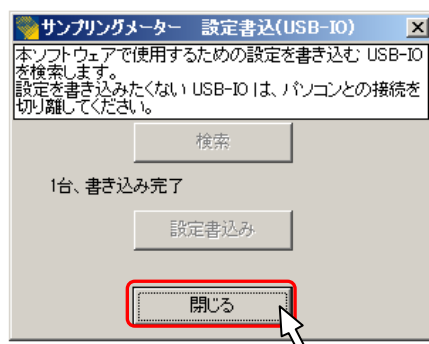 サンプリングメーター　設定書込(USB-IO)
本ソフトウェアで使用するための設定を書き込む USB-IO
を検索します。
設定を書き込みたくない USB-IO は、パソコンとの接続を
切り離してください。
検索
1台、書き込み完了
設定書込み
閉じる